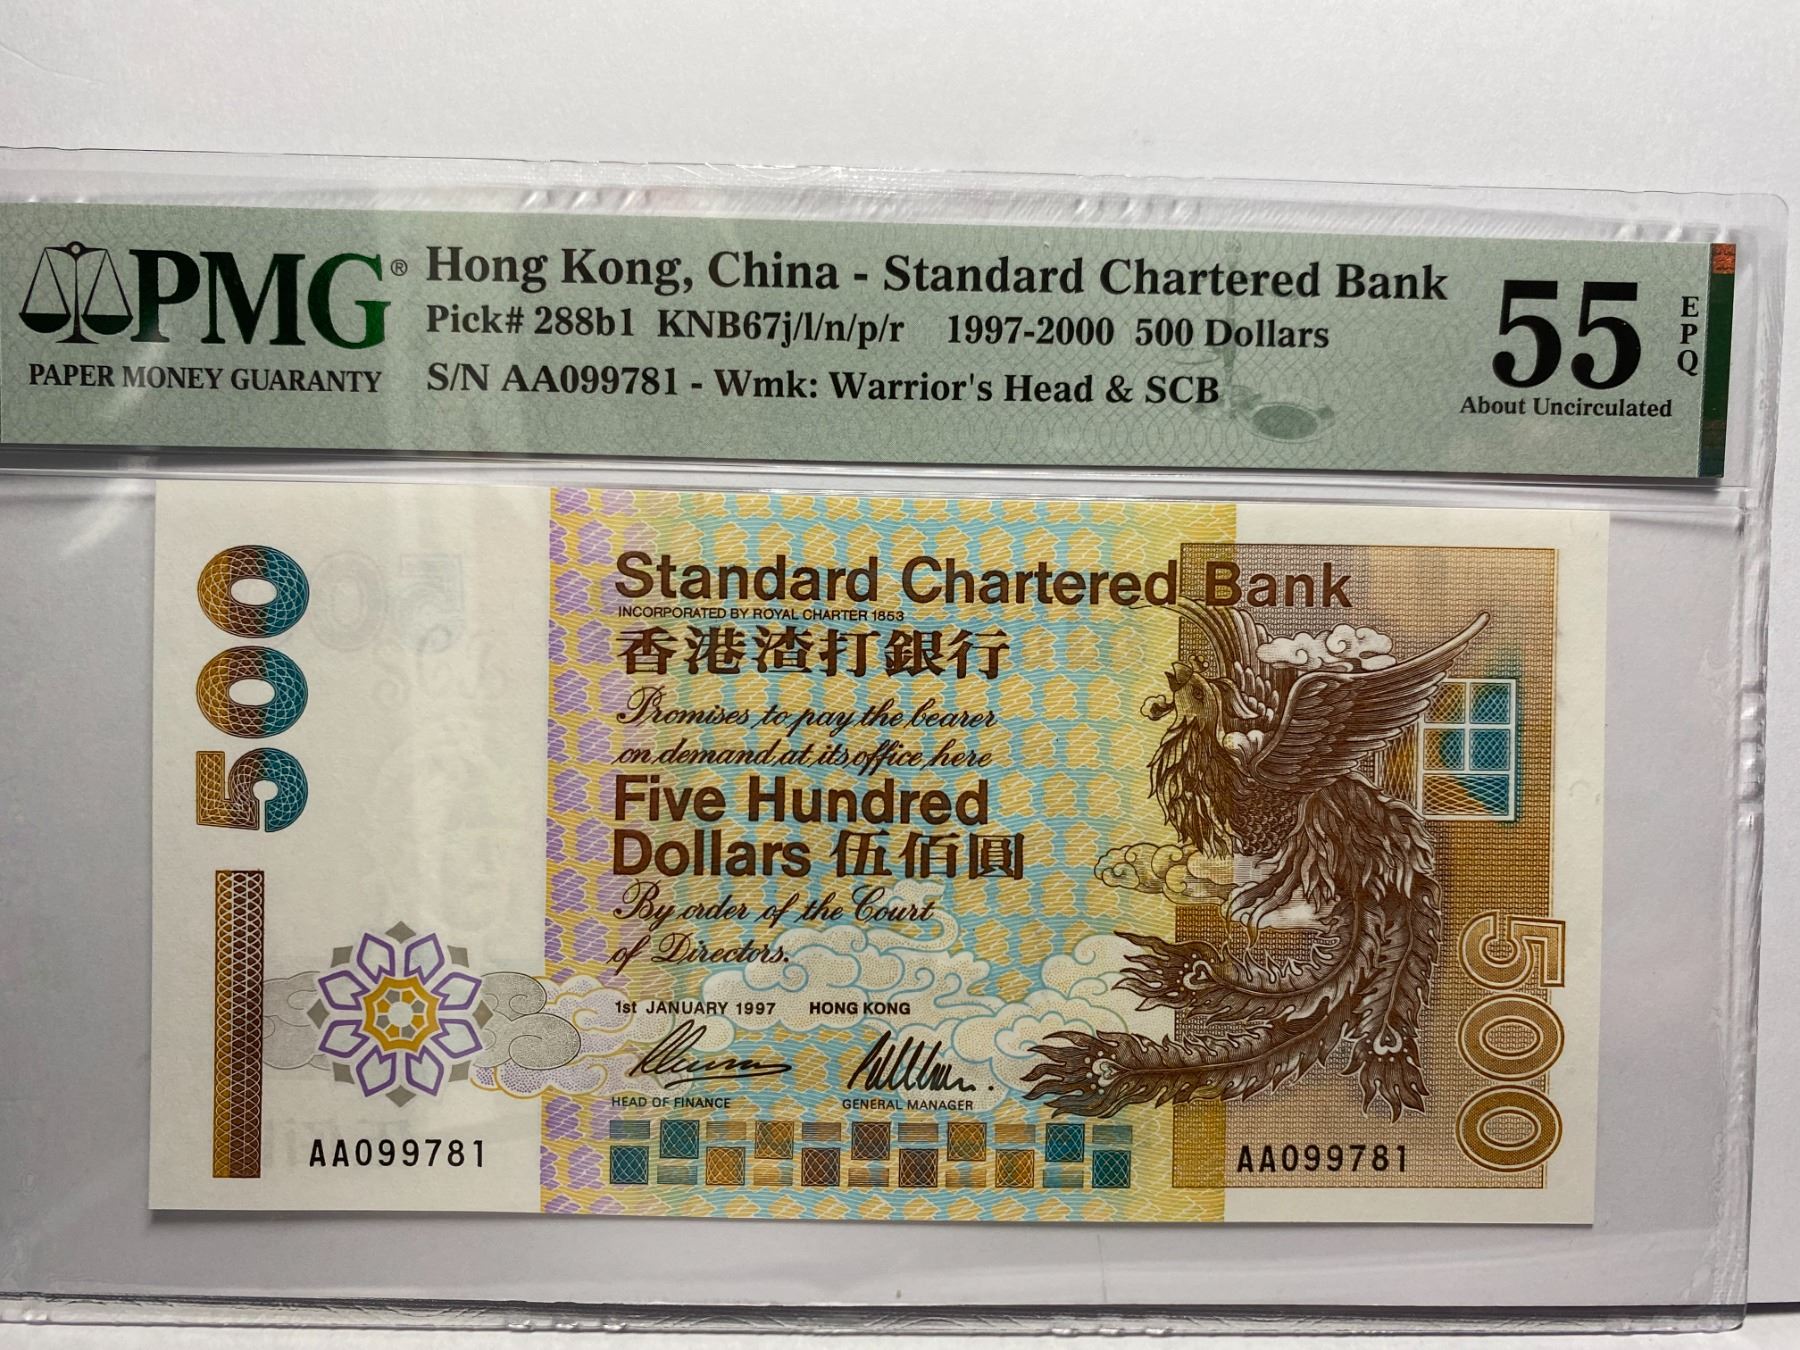 PMG®
PAPER MONEY GUARANTY
Hong Kong, China - Standard Chartered Bank
Pick# 288b1 KNB67j/l/n/p/r 1997-2000 500 Dollars
S/N AA099781 - Wmk: Warrior's Head & SCB
55
EPQ
About Uncirculated
500
Standard Chartered Bank
INCORPORATED BY ROYAL CHARTER 1853
香港渣打銀行
Promises to pay the bearer
on demand at its office here
Five Hundred
Dollars 伍佰圓
By order of the Court
of Directors.
1st JANUARY 1997 HONG KONG
HEAD OF FINANCE GENERAL MANAGER
AA099781
AA099781
500